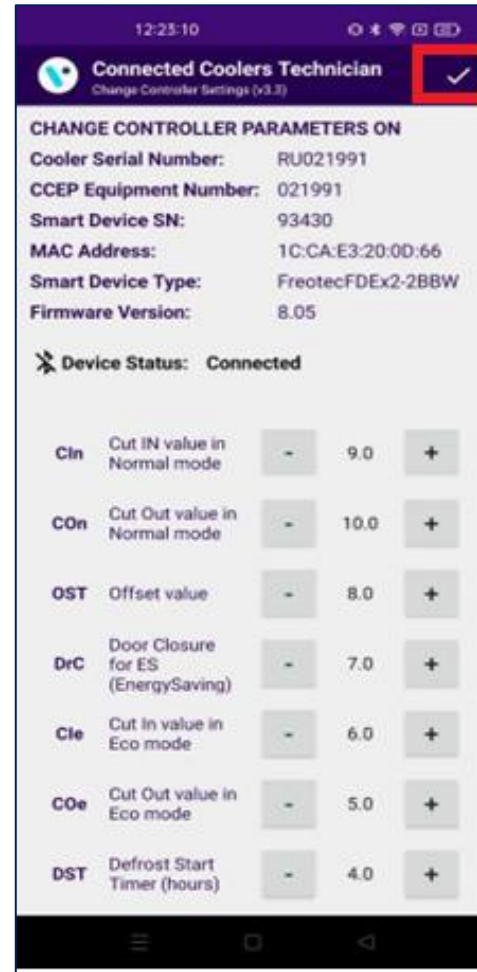 12:23:10
Connected Coolers Technician
Change Controller Settings (v3.3)
CHANGE CONTROLLER PARAMETERS ON
Cooler Serial Number: RU021991
CCEP Equipment Number: 021991
Smart Device SN: 93430
MAC Address: 1C:CA:E3:20:0D:66
Smart Device Type: FreotecFDEx2-2BBW
Firmware Version: 8.05
Device Status: Connected
CIn Cut IN value in - 9.0 +
Normal mode
COn Cut Out value in - 10.0 +
Normal mode
OST Offset value - 8.0 +
Door Closure
DrC for ES - 7.0 +
(EnergySaving)
CIe Cut In value in - 6.0 +
Eco mode
COe Cut Out value in - 5.0 +
Eco mode
DST Defrost Start - 4.0 +
Timer (hours)